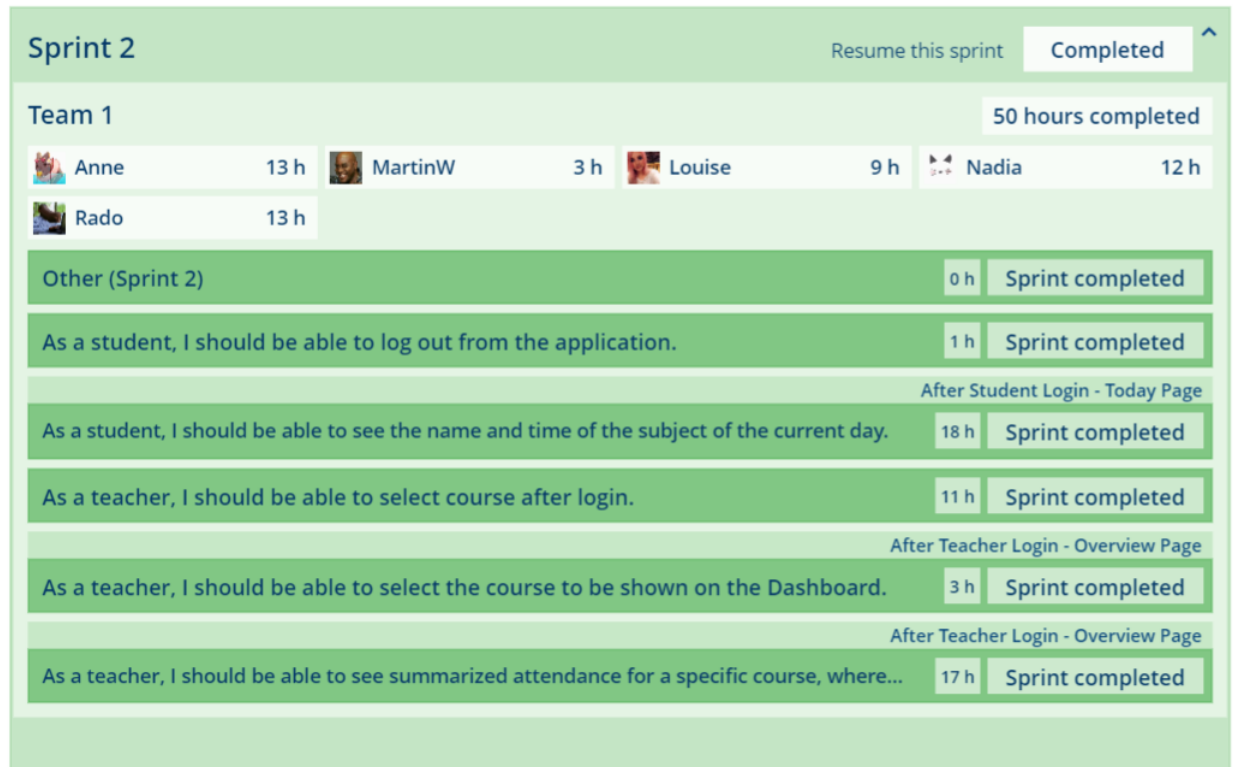 Sprint 2
Resume this sprint
Completed
Team 1
50 hours completed
Anne 13 h
MartinW 3 h
Louise 9 h
Nadia 12 h
Rado 13 h
Other (Sprint 2) 0 h Sprint completed
As a student, I should be able to log out from the application. 1 h Sprint completed
After Student Login - Today Page
As a student, I should be able to see the name and time of the subject of the current day. 18 h Sprint completed
As a teacher, I should be able to select course after login. 11 h Sprint completed
After Teacher Login - Overview Page
As a teacher, I should be able to select the course to be shown on the Dashboard. 3 h Sprint completed
After Teacher Login - Overview Page
As a teacher, I should be able to see summarized attendance for a specific course, where... 17 h Sprint completed